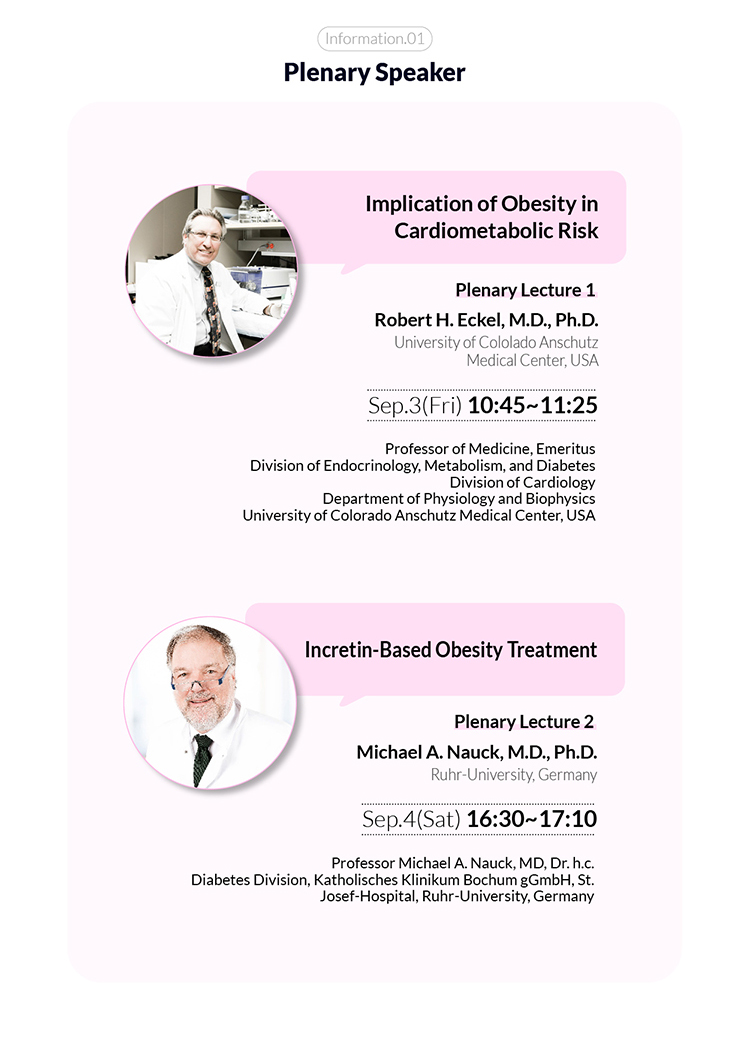 Information.01
Plenary Speaker
Implication of Obesity in
Cardiometabolic Risk
Plenary Lecture 1
Robert H. Eckel, M.D., Ph.D.
University of Cololado Anschutz
Medical Center, USA
Sep.3(Fri) 10:45~11:25
Professor of Medicine, Emeritus
Division of Endocrinology, Metabolism, and Diabetes
Division of Cardiology
Department of Physiology and Biophysics
University of Colorado Anschutz Medical Center, USA
Incretin-Based Obesity Treatment
Plenary Lecture 2
Michael A. Nauck, M.D., Ph.D.
Ruhr-University, Germany
Sep.4(Sat) 16:30~17:10
Professor Michael A. Nauck, MD, Dr. h.c.
Diabetes Division, Katholisches Klinikum Bochum gGmbH, St.
Josef-Hospital, Ruhr-University, Germany